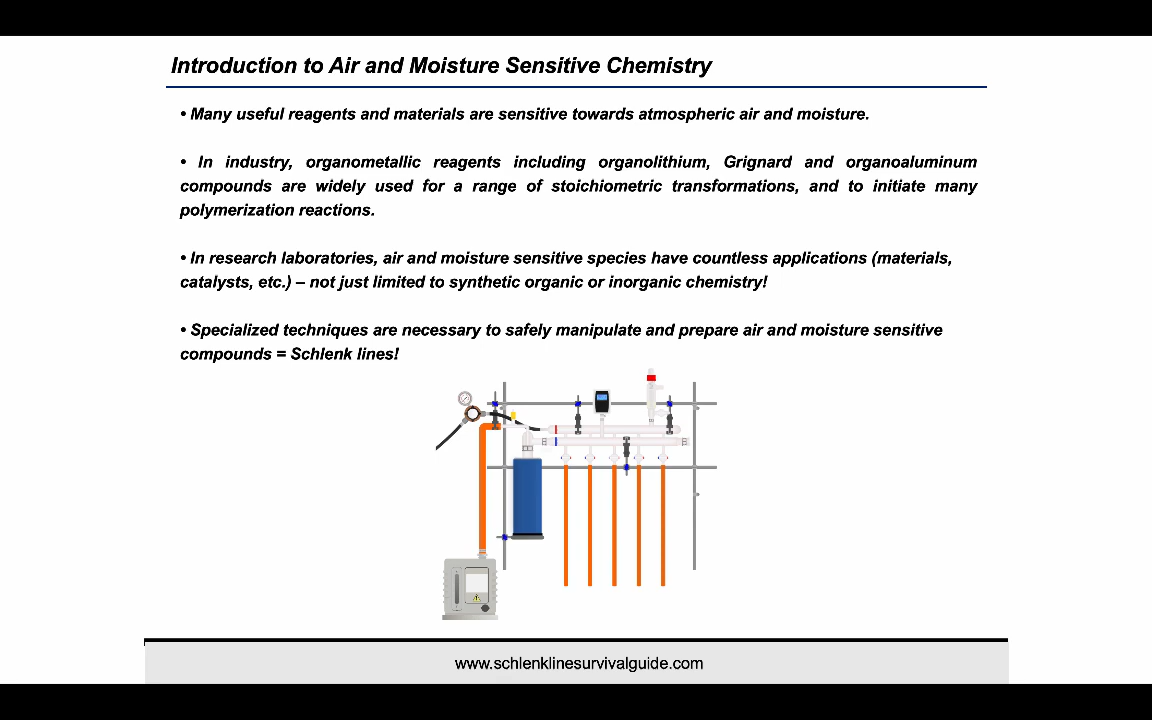 Introduction to Air and Moisture Sensitive Chemistry
• Many useful reagents and materials are sensitive towards atmospheric air and moisture.
• In industry, organometallic reagents including organolithium, Grignard and organoaluminum
compounds are widely used for a range of stoichiometric transformations, and to initiate many
polymerization reactions.
• In research laboratories, air and moisture sensitive species have countless applications (materials,
catalysts, etc.) – not just limited to synthetic organic or inorganic chemistry!
• Specialized techniques are necessary to safely manipulate and prepare air and moisture sensitive
compounds = Schlenk lines!
www.schlenklinesurvivalguide.com